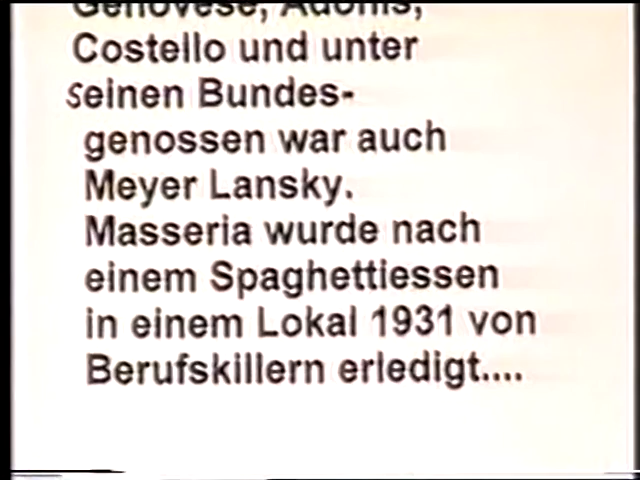 Genovese, Adonis,
Costello und unter
seinen Bundes-
genossen war auch
Meyer Lansky.
Masseria wurde nach
einem Spaghettiessen
in einem Lokal 1931 von
Berufskillern erledigt....